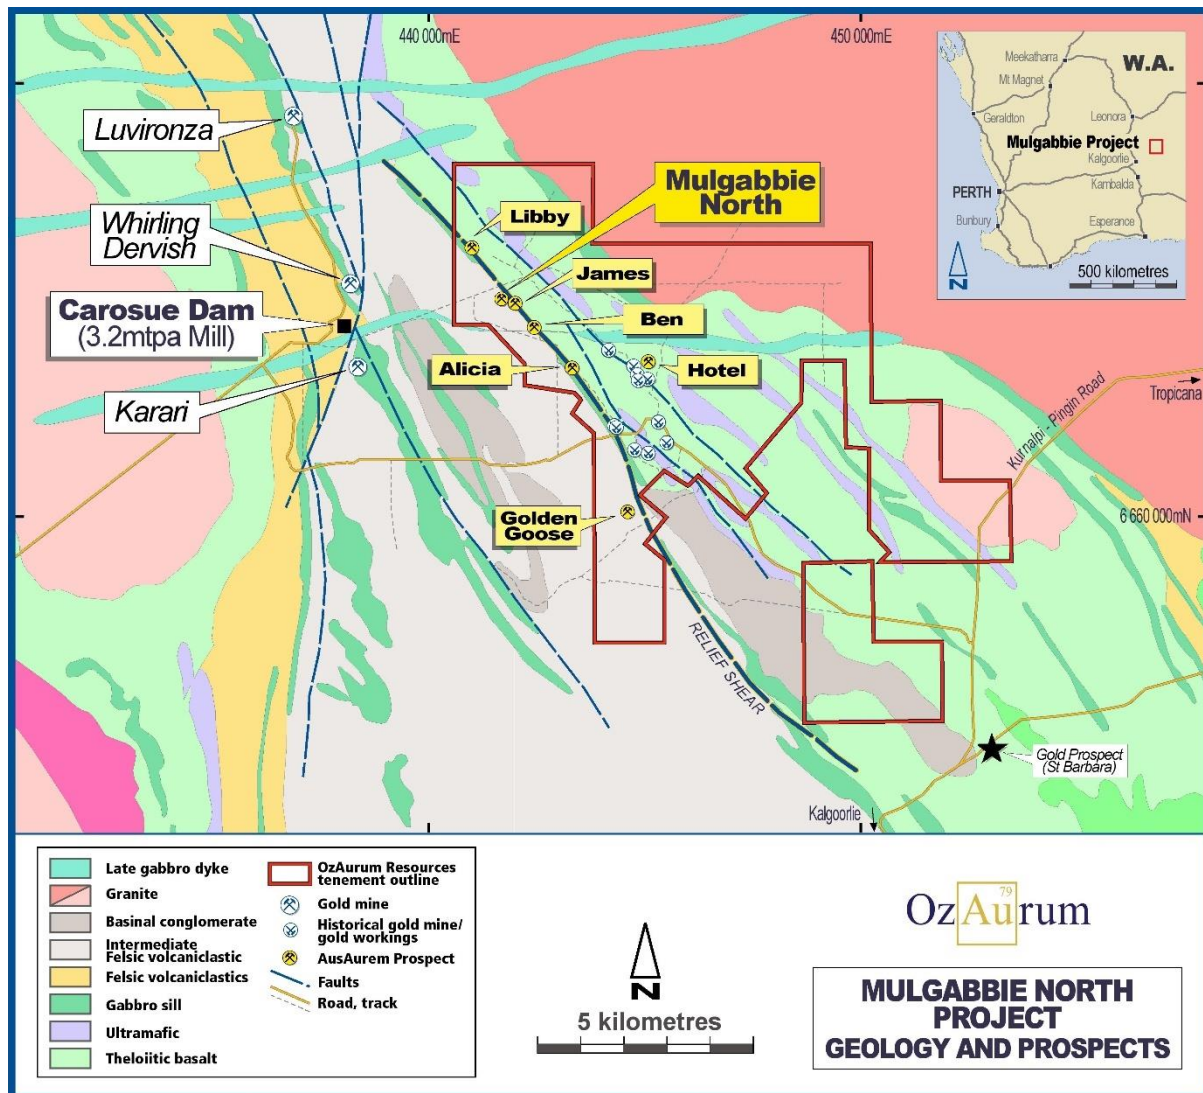 440 000mE
450 000mE
Luvironza
Whirling
Dervish
Carosue Dam
(3.2mtpa Mill)
Karari
Libby
Mulgabbie
North
James
Ben
Alicia
Hotel
Golden
Goose
RELIEF SHEAR
Kurnalpi - Pingin Road
Tropicana
6 660 000mN
Gold Prospect
(St Barbara)
Kalgoorlie
W.A.
Meekatharra
Mt Magnet
Geraldton
Leonora
Mulgabbie Project
Kalgoorlie
Kambalda
PERTH
Bunbury
Esperance
N
500 kilometres
Late gabbro dyke
Granite
Basinal conglomerate
Intermediate
Felsic volcaniclastic
Felsic volcaniclastics
Gabbro sill
Ultramafic
Theloiitic basalt
OzAurum Resources
tenement outline
Gold mine
Historical gold mine/
gold workings
AusAurem Prospect
Faults
Road, track
N
5 kilometres
79
OzAurum
MULGABBIE NORTH
PROJECT
GEOLOGY AND PROSPECTS